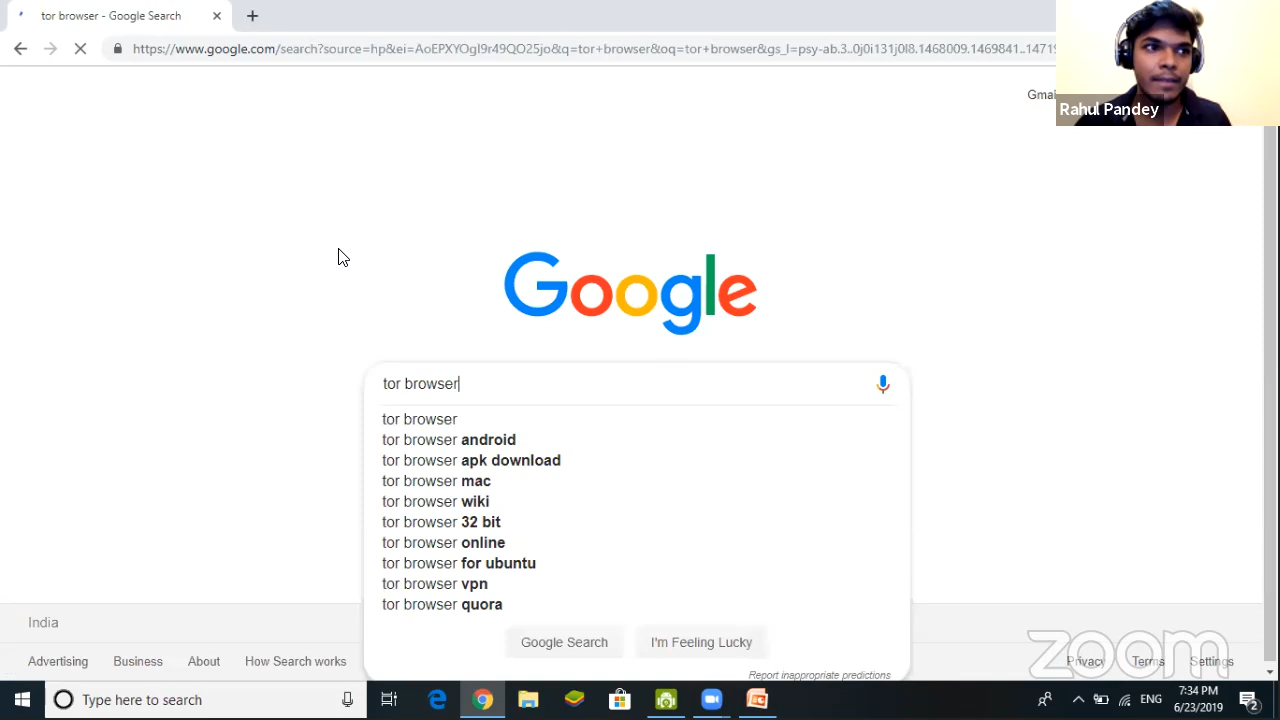 tor browser - Google Search
https://www.google.com/search?source=hp&ei=AoEPXYOgI9r49QO25jo&q=tor+browser&oq=tor+browser&gs_l=psy-ab.3..0j0i131j0l8.1468009.1469841..14719
Gmai
Rahul Pandey
Google
tor browser
tor browser
tor browser android
tor browser apk download
tor browser mac
tor browser wiki
tor browser 32 bit
tor browser online
tor browser for ubuntu
tor browser vpn
tor browser quora
Google Search I'm Feeling Lucky
Report inappropriate predictions
India
Advertising Business About How Search works Privacy Terms Settings
zoom
Type here to search
ENG
7:34 PM
6/23/2019
2